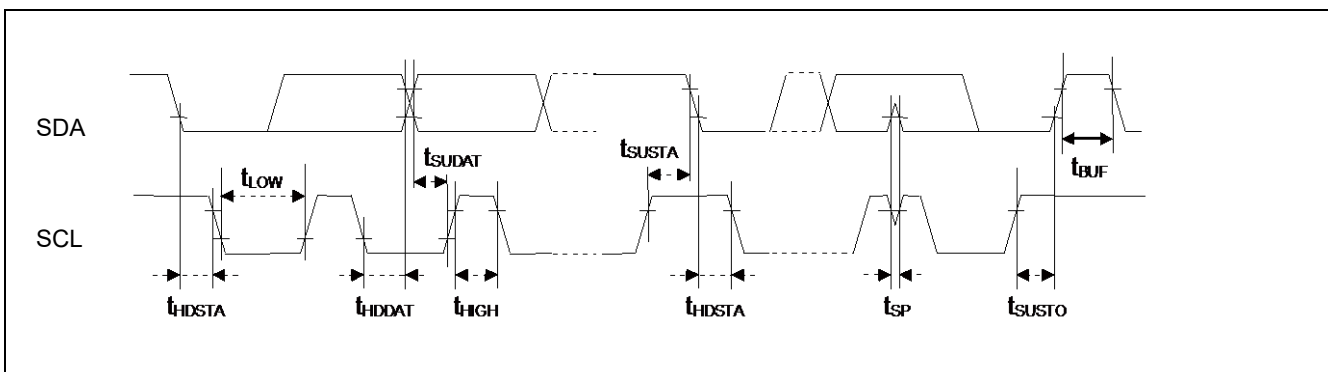 SDA
tSUDAT
tSUSTA
tBUF
tLOW
SCL
tHDSTA
tHDDAT
tHIGH
tHDSTA
tSP
tSUSTO